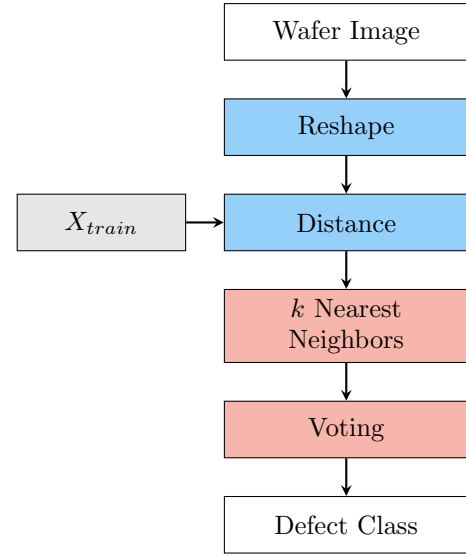 Wafer Image
Reshape
X_train
Distance
k Nearest
Neighbors
Voting
Defect Class